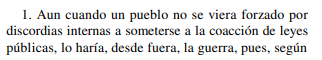 1. Aun cuando un pueblo no se viera forzado por
discordias internas a someterse a la coacción de leyes
públicas, lo haría, desde fuera, la guerra, pues, según